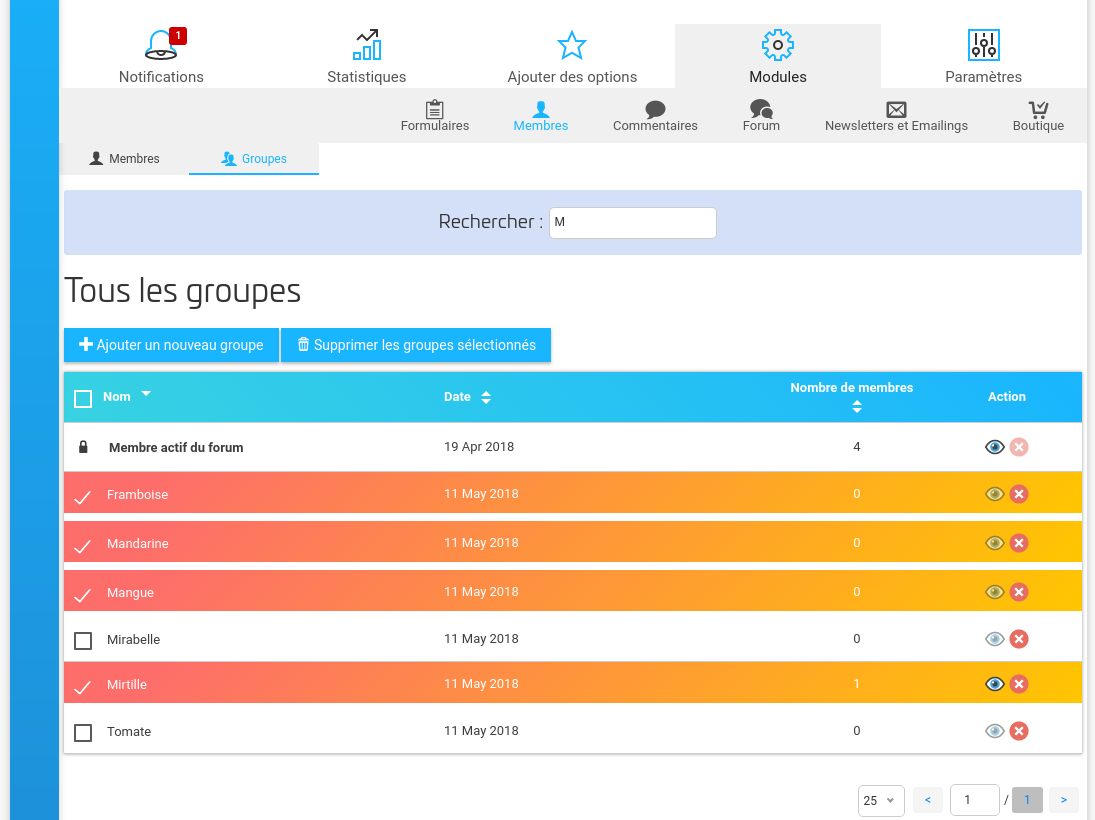 1
Notifications Statistiques Ajouter des options Modules Paramètres
Formulaires Membres Commentaires Forum Newsletters et Emailings Boutique
Membres Groupes
Rechercher : M
Tous les groupes
Ajouter un nouveau groupe Supprimer les groupes sélectionnés
Nom Date Nombre de membres Action
Membre actif du forum 19 Apr 2018 4
Framboise 11 May 2018 0
Mandarine 11 May 2018 0
Mangue 11 May 2018 0
Mirabelle 11 May 2018 0
Mirtille 11 May 2018 1
Tomate 11 May 2018 0
25 < 1 / 1 >